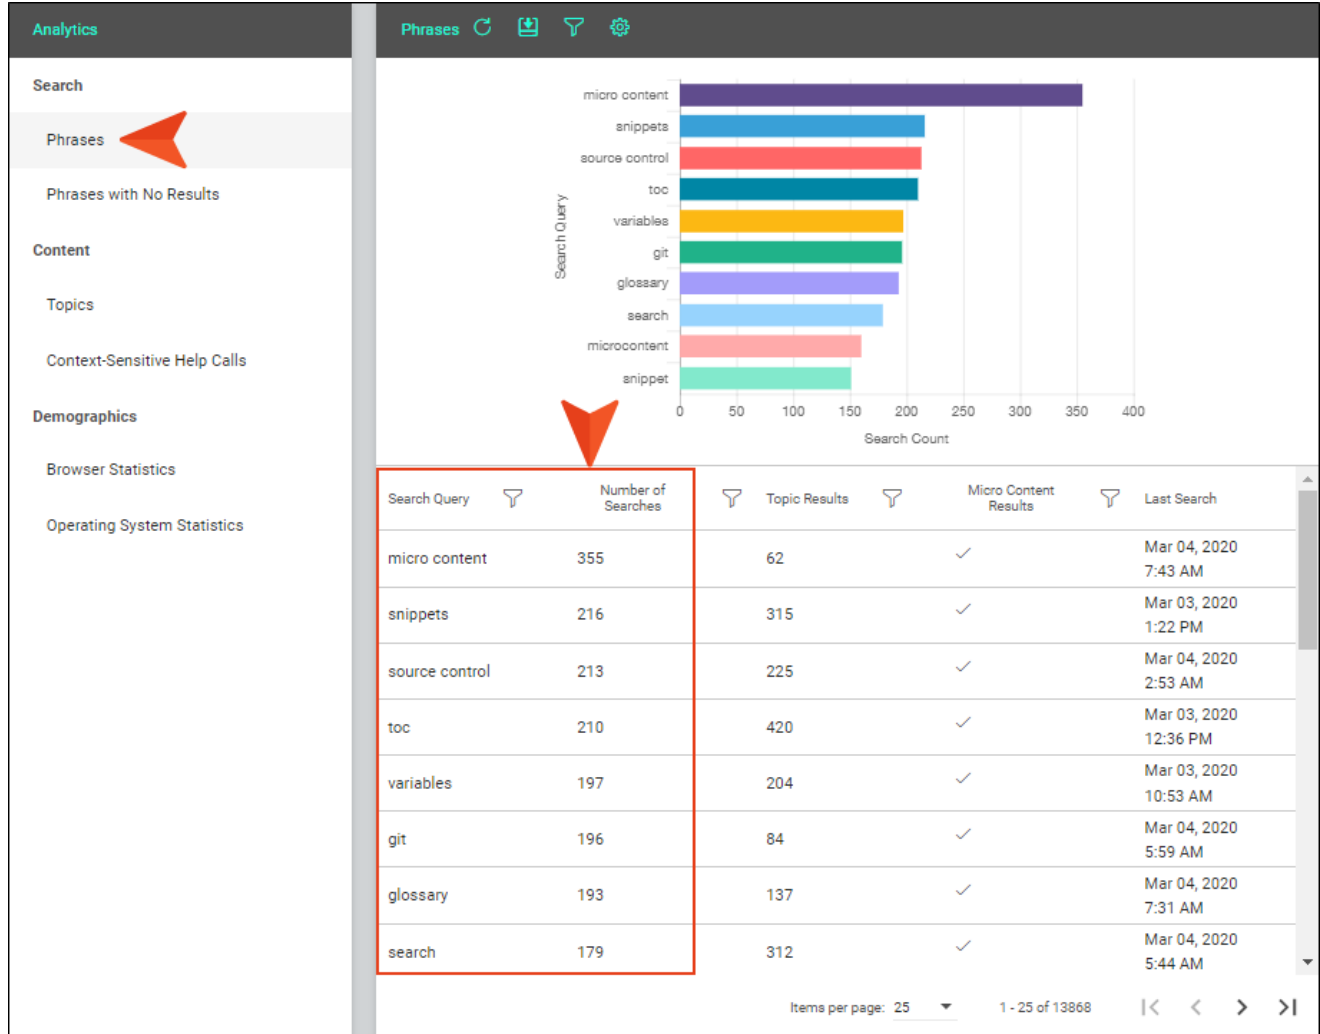 Analytics
Search
Phrases
Phrases with No Results
Content
Topics
Context-Sensitive Help Calls
Demographics
Browser Statistics
Operating System Statistics
Phrases
Search Query
micro content
snippets
source control
toc
variables
git
glossary
search
microcontent
snippet
0 50 100 150 200 250 300 350 400
Search Count
Search Query Number of Searches Topic Results Micro Content Results Last Search
micro content 355 62 Mar 04, 2020 7:43 AM
snippets 216 315 Mar 03, 2020 1:22 PM
source control 213 225 Mar 04, 2020 2:53 AM
toc 210 420 Mar 03, 2020 12:36 PM
variables 197 204 Mar 03, 2020 10:53 AM
git 196 84 Mar 04, 2020 5:59 AM
glossary 193 137 Mar 04, 2020 7:31 AM
search 179 312 Mar 04, 2020 5:44 AM
Items per page: 25 1 - 25 of 13868